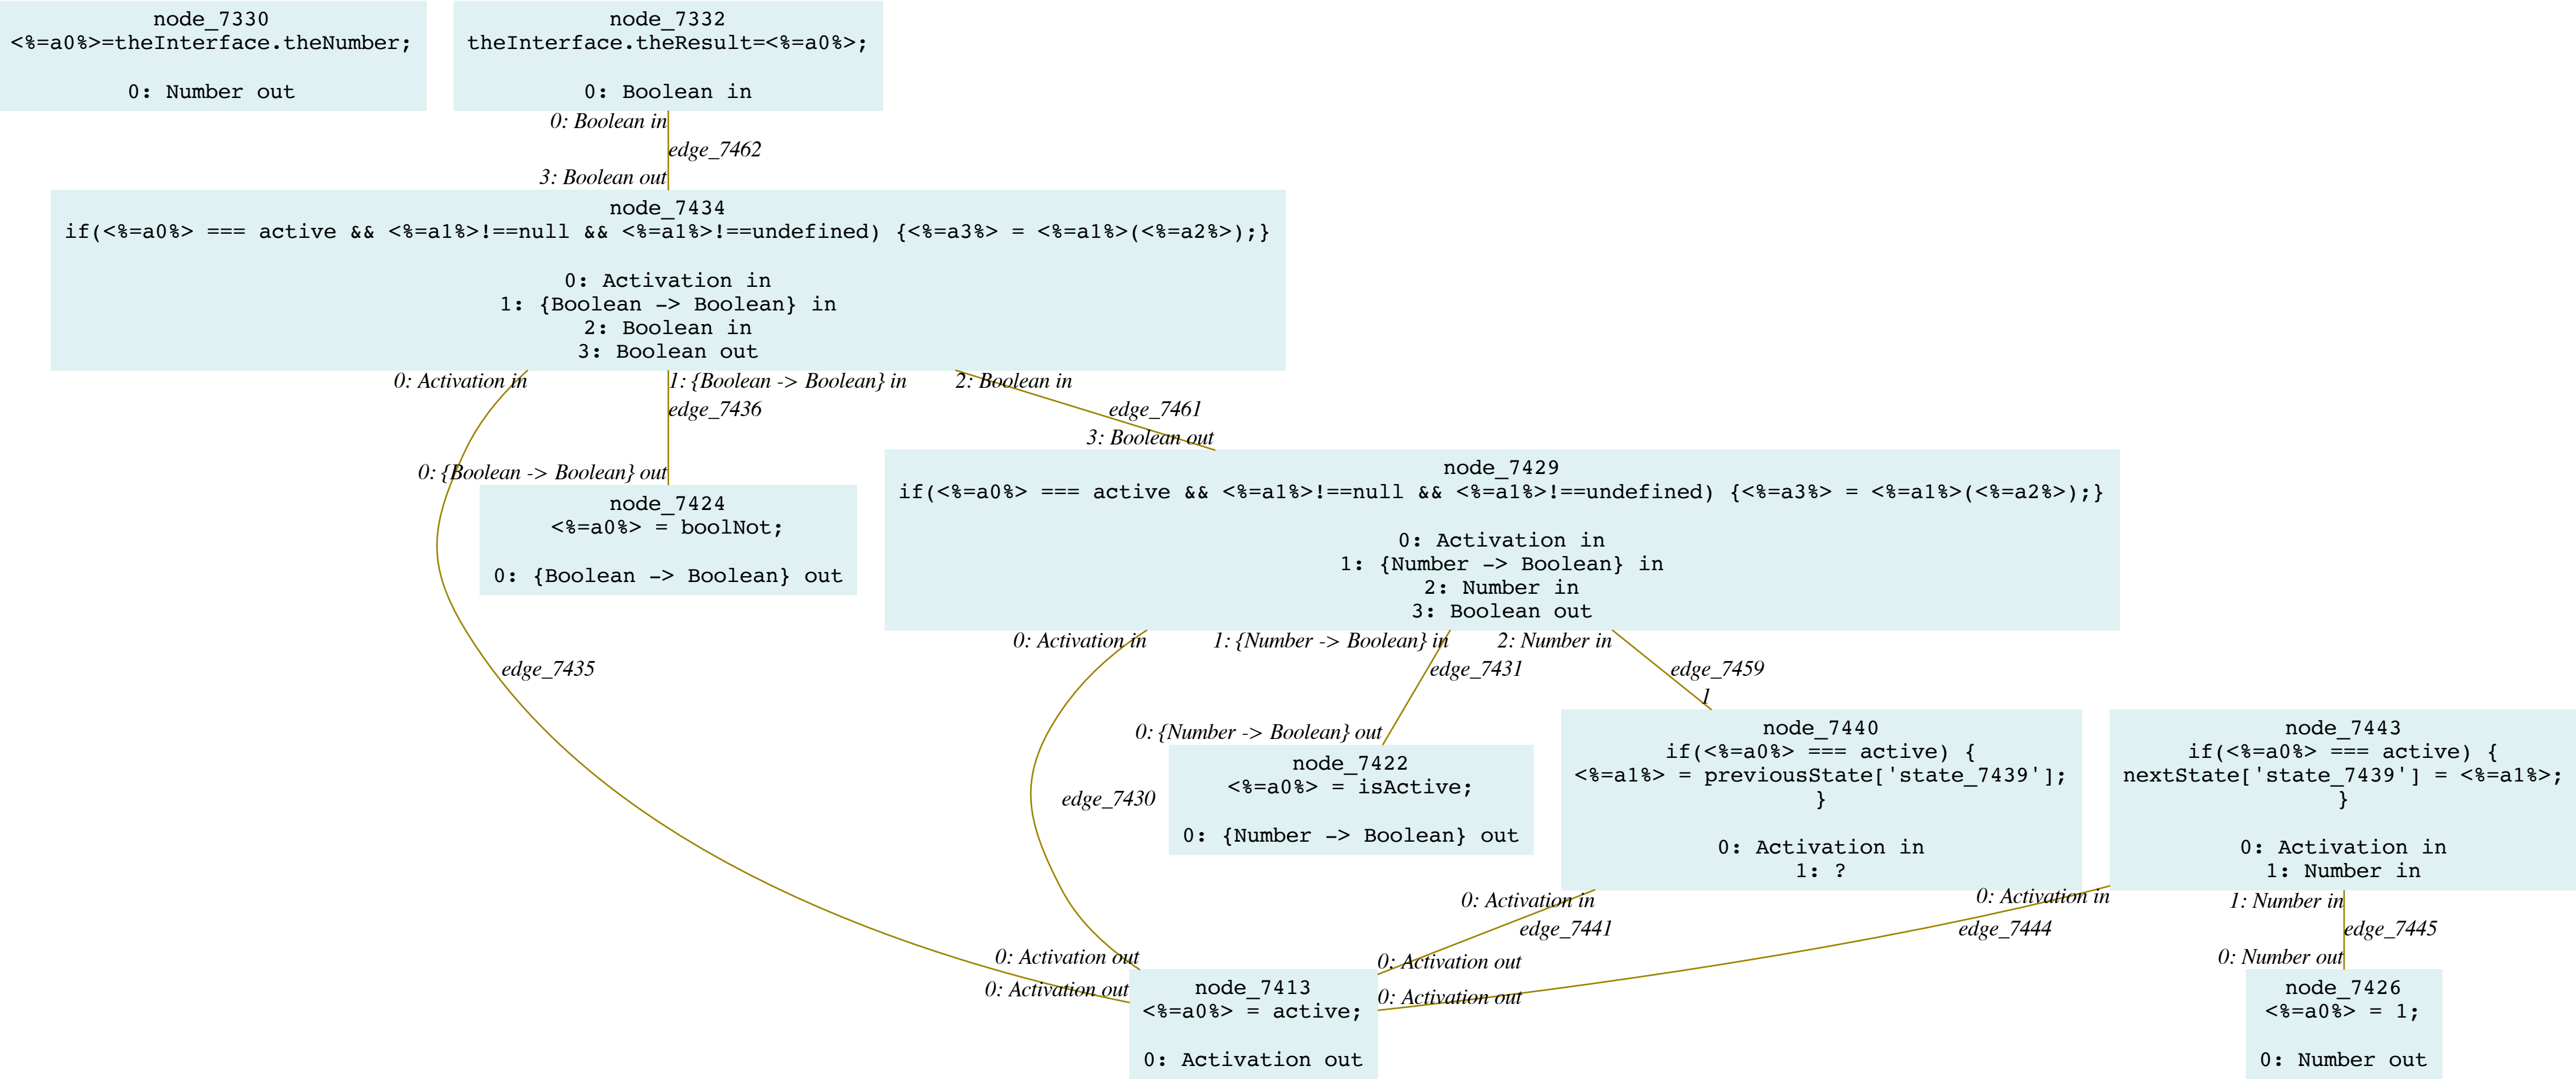 node_7330
<%=a0%>=theInterface.theNumber;
0: Number out
node_7332
theInterface.theResult=<%=a0%>;
0: Boolean in
0: Boolean in
edge_7462
3: Boolean out
node_7434
if(<%=a0%> === active && <%=a1%>!==null && <%=a1%>!==undefined) {<%=a3%> = <%=a1%>(<%=a2%>);}
0: Activation in
1: {Boolean -> Boolean} in
2: Boolean in
3: Boolean out
0: Activation in
1: {Boolean -> Boolean} in
2: Boolean in
edge_7436
edge_7461
3: Boolean out
0: {Boolean -> Boolean} out
node_7424
<%=a0%> = boolNot;
0: {Boolean -> Boolean} out
node_7429
if(<%=a0%> === active && <%=a1%>!==null && <%=a1%>!==undefined) {<%=a3%> = <%=a1%>(<%=a2%>);}
0: Activation in
1: {Number -> Boolean} in
2: Number in
3: Boolean out
0: Activation in
1: {Number -> Boolean} in
2: Number in
edge_7435
edge_7431
edge_7459
1
0: {Number -> Boolean} out
edge_7430
node_7422
<%=a0%> = isActive;
0: {Number -> Boolean} out
node_7440
if(<%=a0%> === active) {
<%=a1%> = previousState['state_7439'];
}
0: Activation in
1: ?
node_7443
if(<%=a0%> === active) {
nextState['state_7439'] = <%=a1%>;
}
0: Activation in
1: Number in
0: Activation in
0: Activation in
1: Number in
edge_7441
edge_7444
edge_7445
0: Activation out
0: Activation out
0: Number out
0: Activation out
0: Activation out
node_7413
<%=a0%> = active;
0: Activation out
node_7426
<%=a0%> = 1;
0: Number out